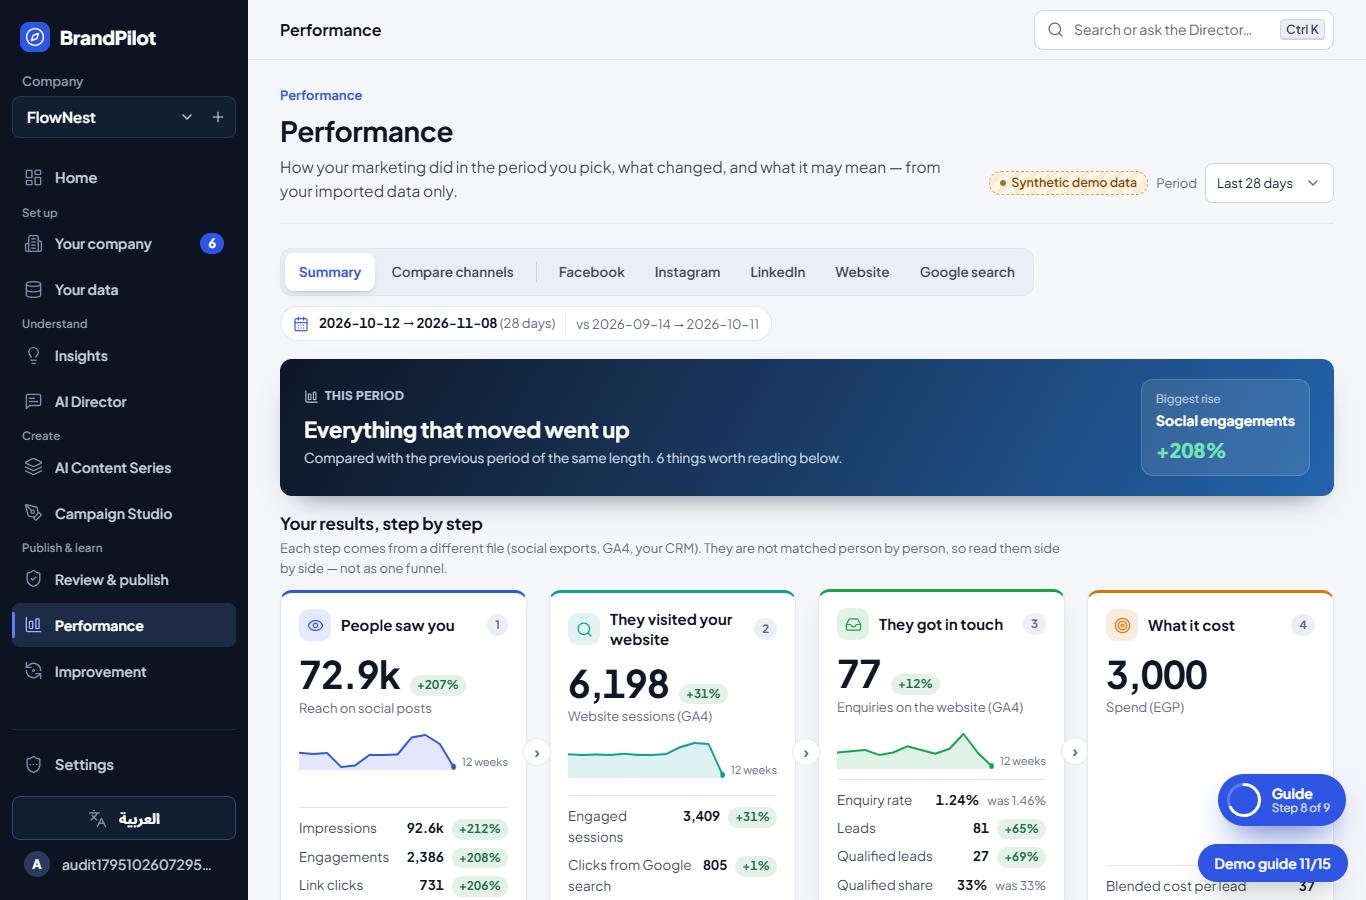 BrandPilot
Company
FlowNest
Home
Set up
Your company 6
Your data
Understand
Insights
AI Director
Create
AI Content Series
Campaign Studio
Publish & learn
Review & publish
Performance
Improvement
Settings
العربية
A audit1795102607295...
Performance
Search or ask the Director... Ctrl K
Performance
Performance
How your marketing did in the period you pick, what changed, and what it may mean — from
your imported data only.
Synthetic demo data Period Last 28 days
Summary Compare channels Facebook Instagram LinkedIn Website Google search
2026-10-12 → 2026-11-08 (28 days) vs 2026-09-14 → 2026-10-11
THIS PERIOD
Everything that moved went up
Compared with the previous period of the same length. 6 things worth reading below.
Biggest rise
Social engagements
+208%
Your results, step by step
Each step comes from a different file (social exports, GA4, your CRM). They are not matched person by person, so read them side
by side — not as one funnel.
People saw you 1
72.9k +207%
Reach on social posts
12 weeks
Impressions 92.6k +212%
Engagements 2,386 +208%
Link clicks 731 +206%
They visited your
website
2
6,198 +31%
Website sessions (GA4)
12 weeks
Engaged 3,409 +31%
sessions
Clicks from Google 805 +1%
search
They got in touch 3
77 +12%
Enquiries on the website (GA4)
12 weeks
Enquiry rate 1.24% was 1.46%
Leads 81 +65%
Qualified leads 27 +69%
Qualified share 33% was 33%
What it cost 4
3,000
Spend (EGP)
Blended cost per lead 37
Guide
Step 8 of 9
Demo guide 11/15